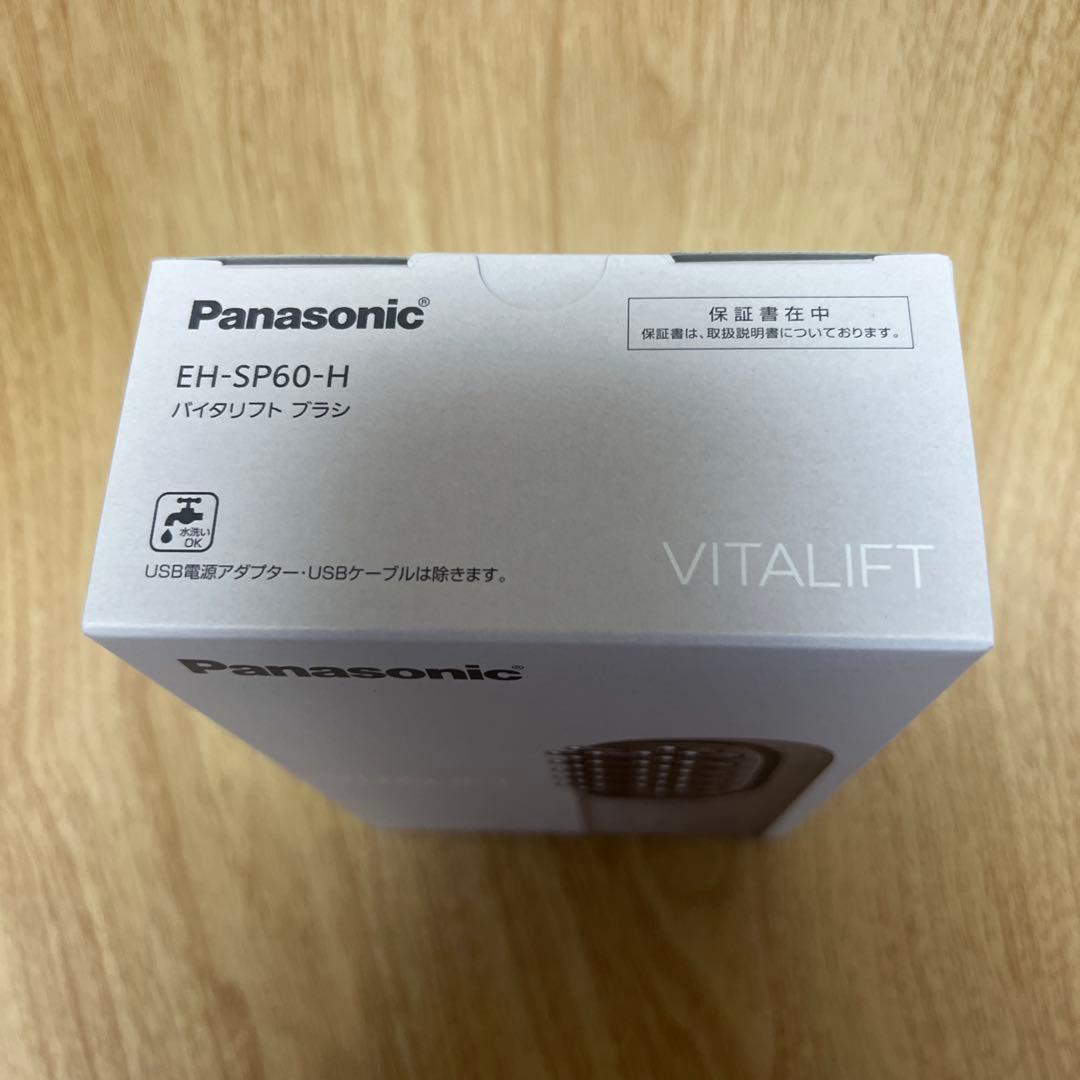 Panasonic®
EH-SP60-H
バイタリフト ブラシ
保証書在中
保証書は、取扱説明書についております。
水洗い
OK
USB電源アダプター・USBケーブルは除きます。
VITALIFT
Panasonic®